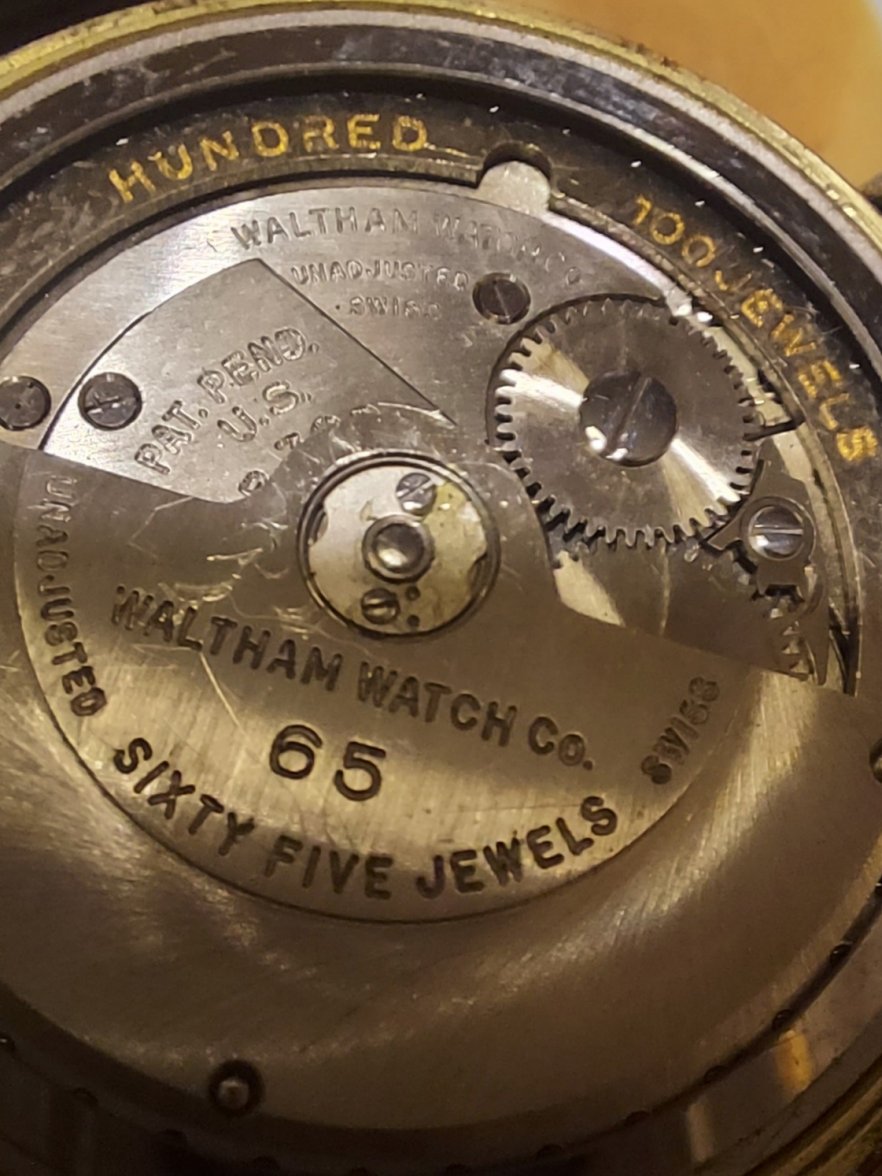 HUNDRED
100 JEWELS
WALTHAM WATCH CO
UNADJUSTED
SWISS
PAT. PEND.
U.S.
UNADJUSTED
WALTHAM WATCH CO.
65
SIXTY FIVE JEWELS
SWISS